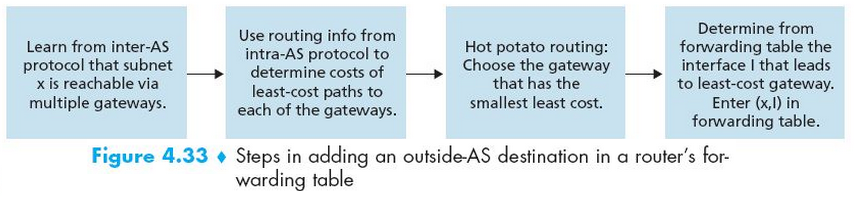 Learn from inter-AS
protocol that subnet
x is reachable via
multiple gateways.
Use routing info from
intra-AS protocol to
determine costs of
least-cost paths to
each of the gateways.
Hot potato routing:
Choose the gateway
that has the
smallest least cost.
Determine from
forwarding table the
interface I that leads
to least-cost gateway.
Enter (x,I) in
forwarding table.
Figure 4.33 ♦ Steps in adding an outside-AS destination in a router's for-
warding table